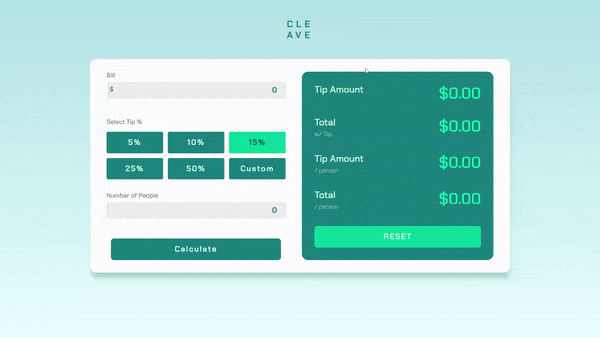 CLE
AVE
Bill
$ 0
Select Tip %
5% 10% 15%
25% 50% Custom
Number of People
0
Calculate
Tip Amount $0.00
Total $0.00
w/ Tip
Tip Amount $0.00
/ person
Total $0.00
/ person
RESET